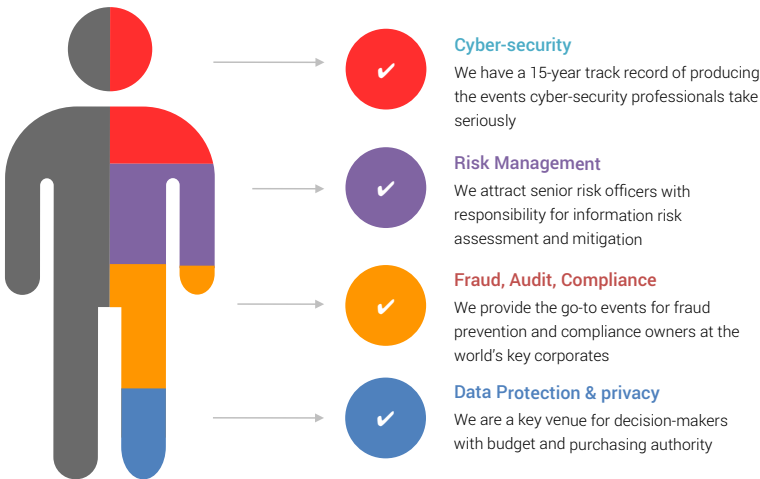 Cyber-security
We have a 15-year track record of producing
the events cyber-security professionals take
seriously
Risk Management
We attract senior risk officers with
responsibility for information risk
assessment and mitigation
Fraud, Audit, Compliance
We provide the go-to events for fraud
prevention and compliance owners at the
world's key corporates
Data Protection & privacy
We are a key venue for decision-makers
with budget and purchasing authority